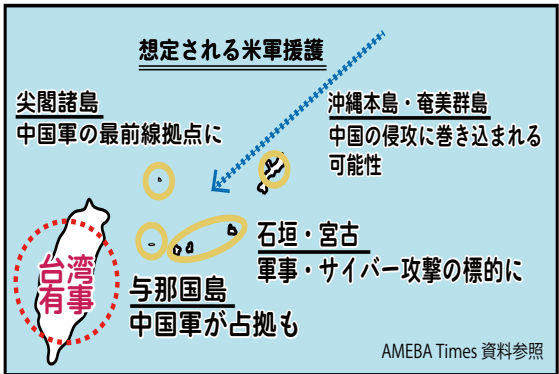 想定される米軍援護
尖閣諸島
中国軍の最前線拠点に
沖縄本島・奄美群島
中国の侵攻に巻き込まれる
可能性
石垣・宮古
軍事・サイバー攻撃の標的に
台湾
有事
与那国島
中国軍が占拠も
AMEBA Times 資料参照